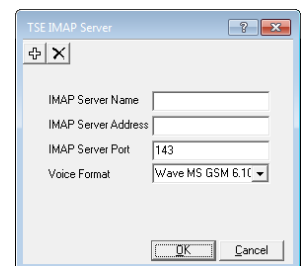 TSE IMAP Server
IMAP Server Name
IMAP Server Address
IMAP Server Port 143
Voice Format Wave MS GSM 6.1(
OK Cancel